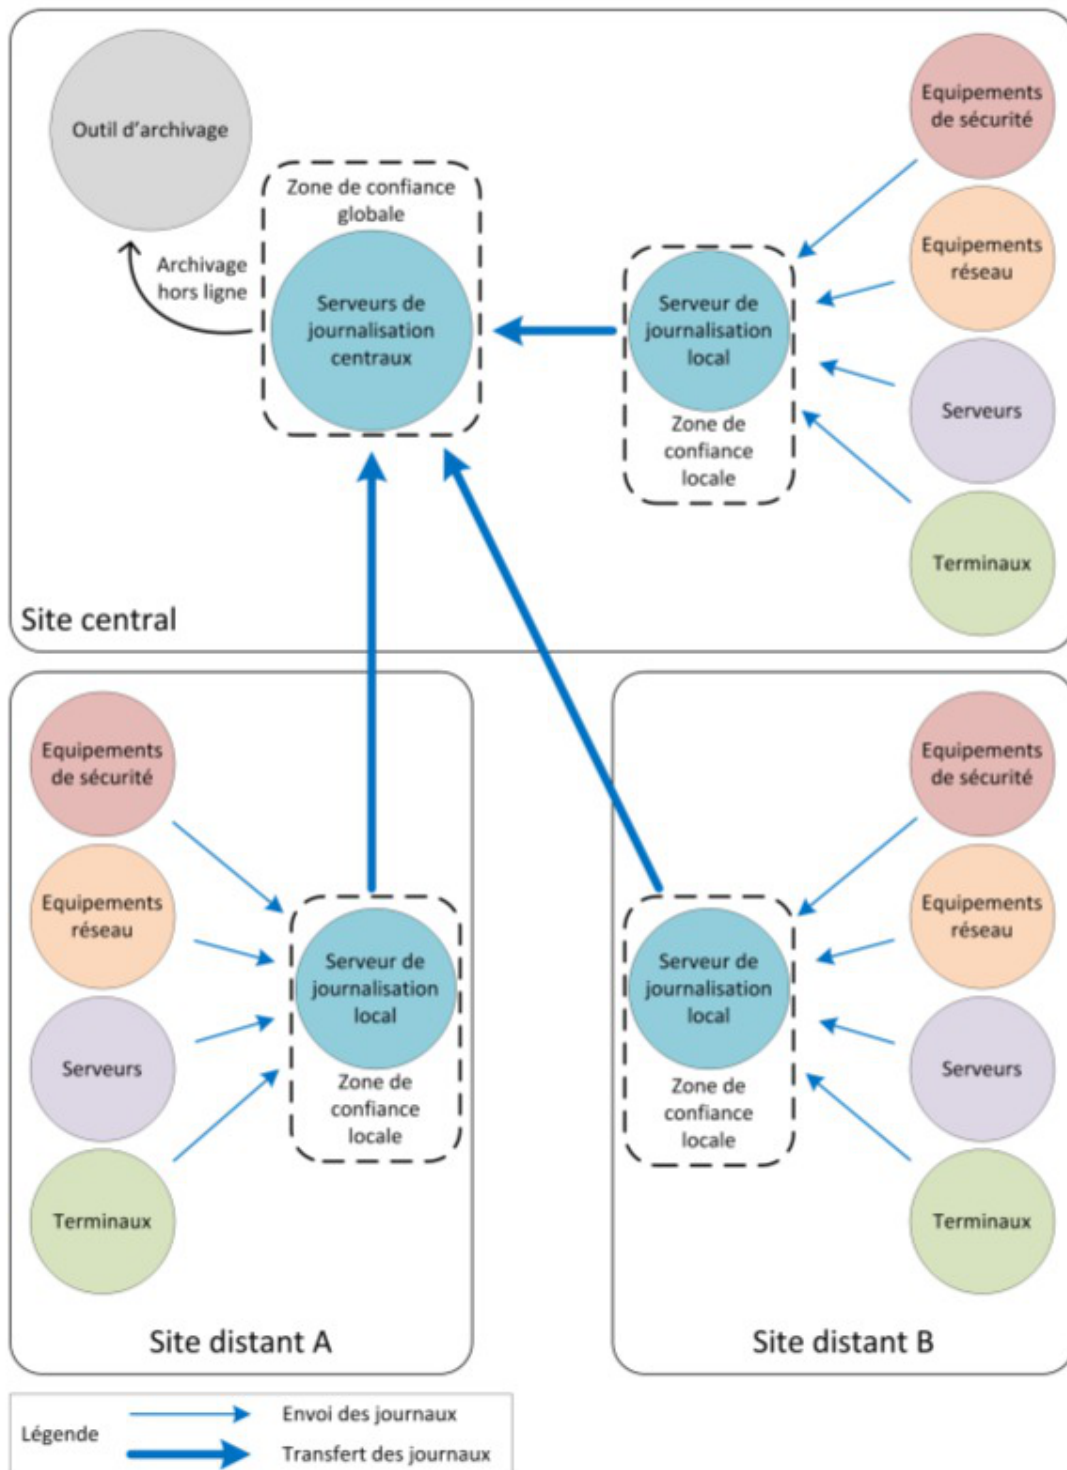 Outil d'archivage
Zone de confiance
globale
Archivage
hors ligne
Serveurs de
journalisation
centraux
Serveur de
journalisation
local
Zone de
confiance
locale
Equipements
de sécurité
Equipements
réseau
Serveurs
Terminaux
Site central
Equipements
de sécurité
Equipements
réseau
Serveurs
Terminaux
Serveur de
journalisation
local
Zone de
confiance
locale
Site distant A
Serveur de
journalisation
local
Zone de
confiance
locale
Equipements
de sécurité
Equipements
réseau
Serveurs
Terminaux
Site distant B
Légende
Envoi des journaux
Transfert des journaux